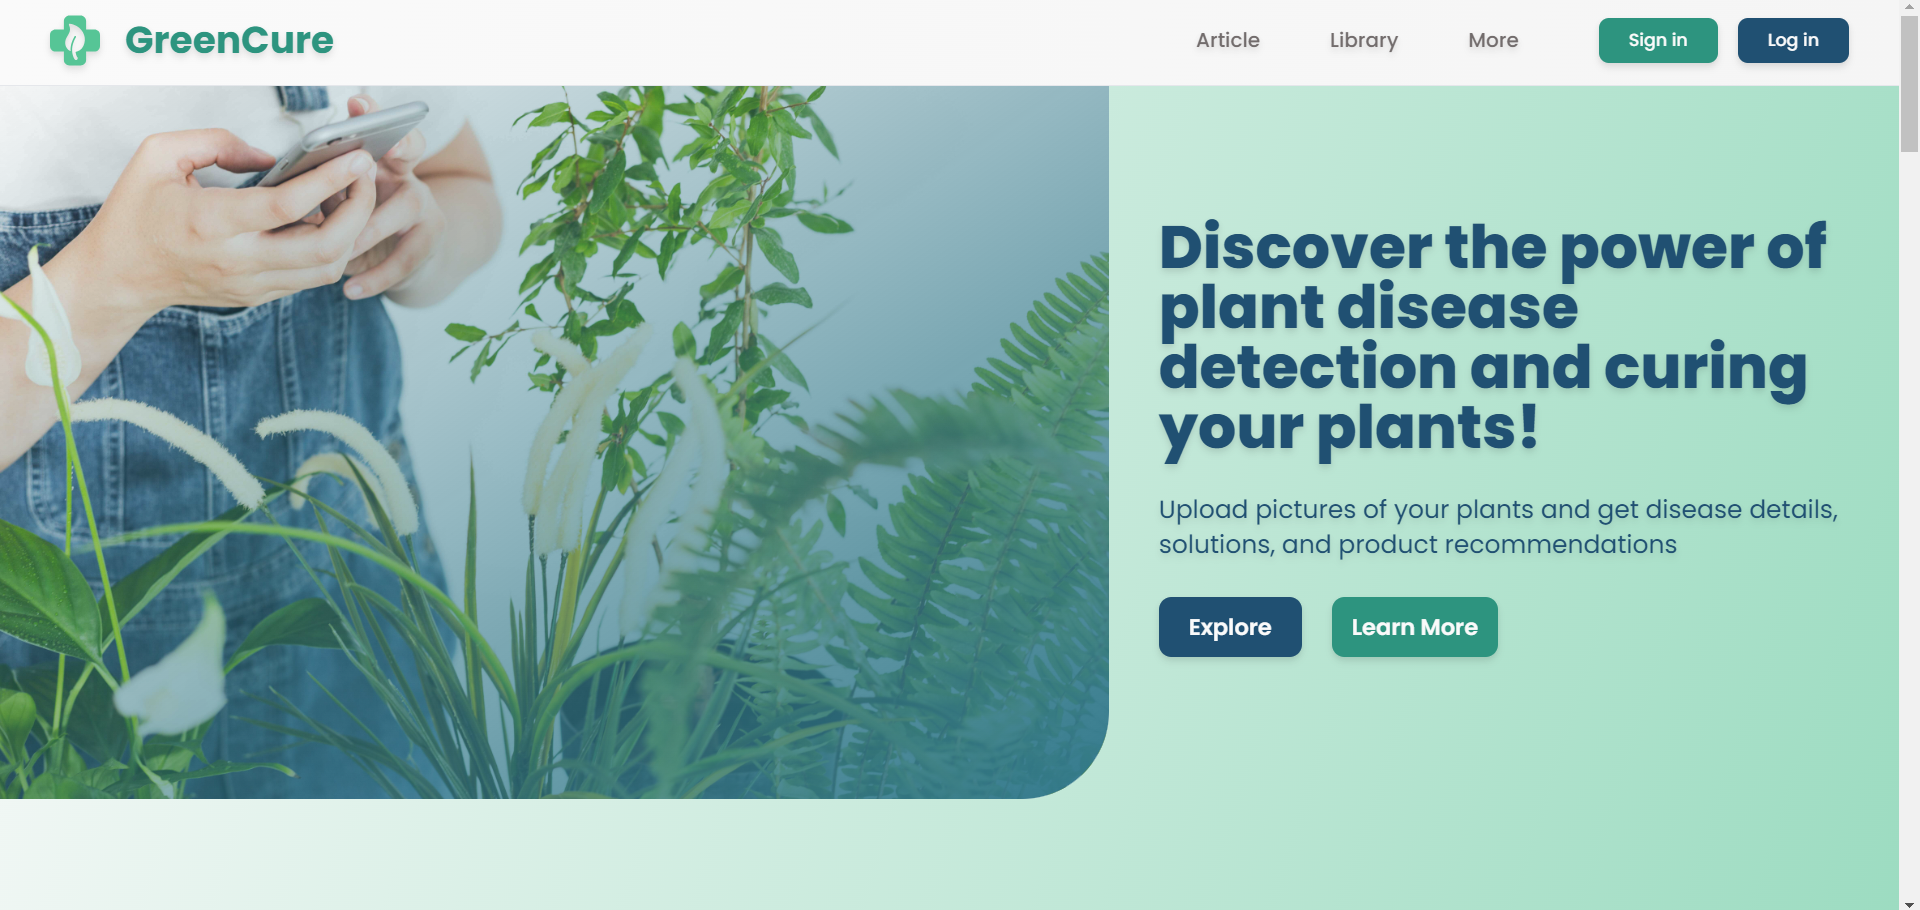 GreenCure
Article
Library
More
Sign in
Log in
Discover the power of
plant disease
detection and curing
your plants!
Upload pictures of your plants and get disease details,
solutions, and product recommendations
Explore
Learn More